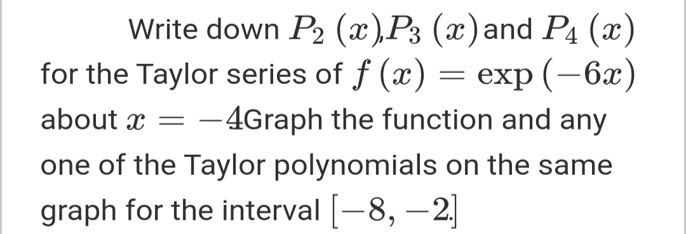 Write down P₂ (x),P₃ (x)and P₄ (x)
for the Taylor series of f (x) = exp (−6x)
about x = −4Graph the function and any
one of the Taylor polynomials on the same
graph for the interval [−8, −2.]